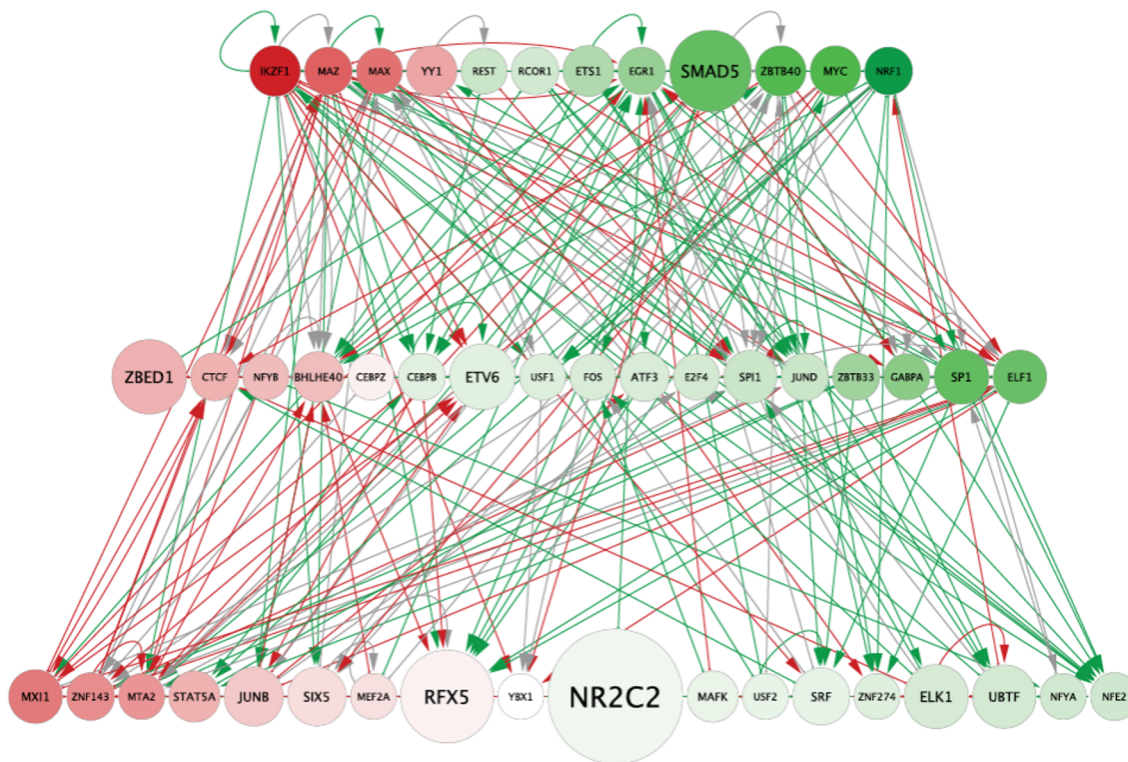 IKZF1 MAZ MAX YY1 REST RCOR1 ETS1 EGR1 SMAD5 ZBTB40 MYC NRF1
ZBED1 CTCF NFYB BHLHE40 CEBPZ CEBPB ETV6 USF1 FOS ATF3 E2F4 SPI1 JUND ZBTB33 GABPA SP1 ELF1
MXI1 ZNF143 MTA2 STAT5A JUNB SIX5 MEF2A RFX5 YBX1 NR2C2 MAFK USF2 SRF ZNF274 ELK1 UBTF NFYA NFE2